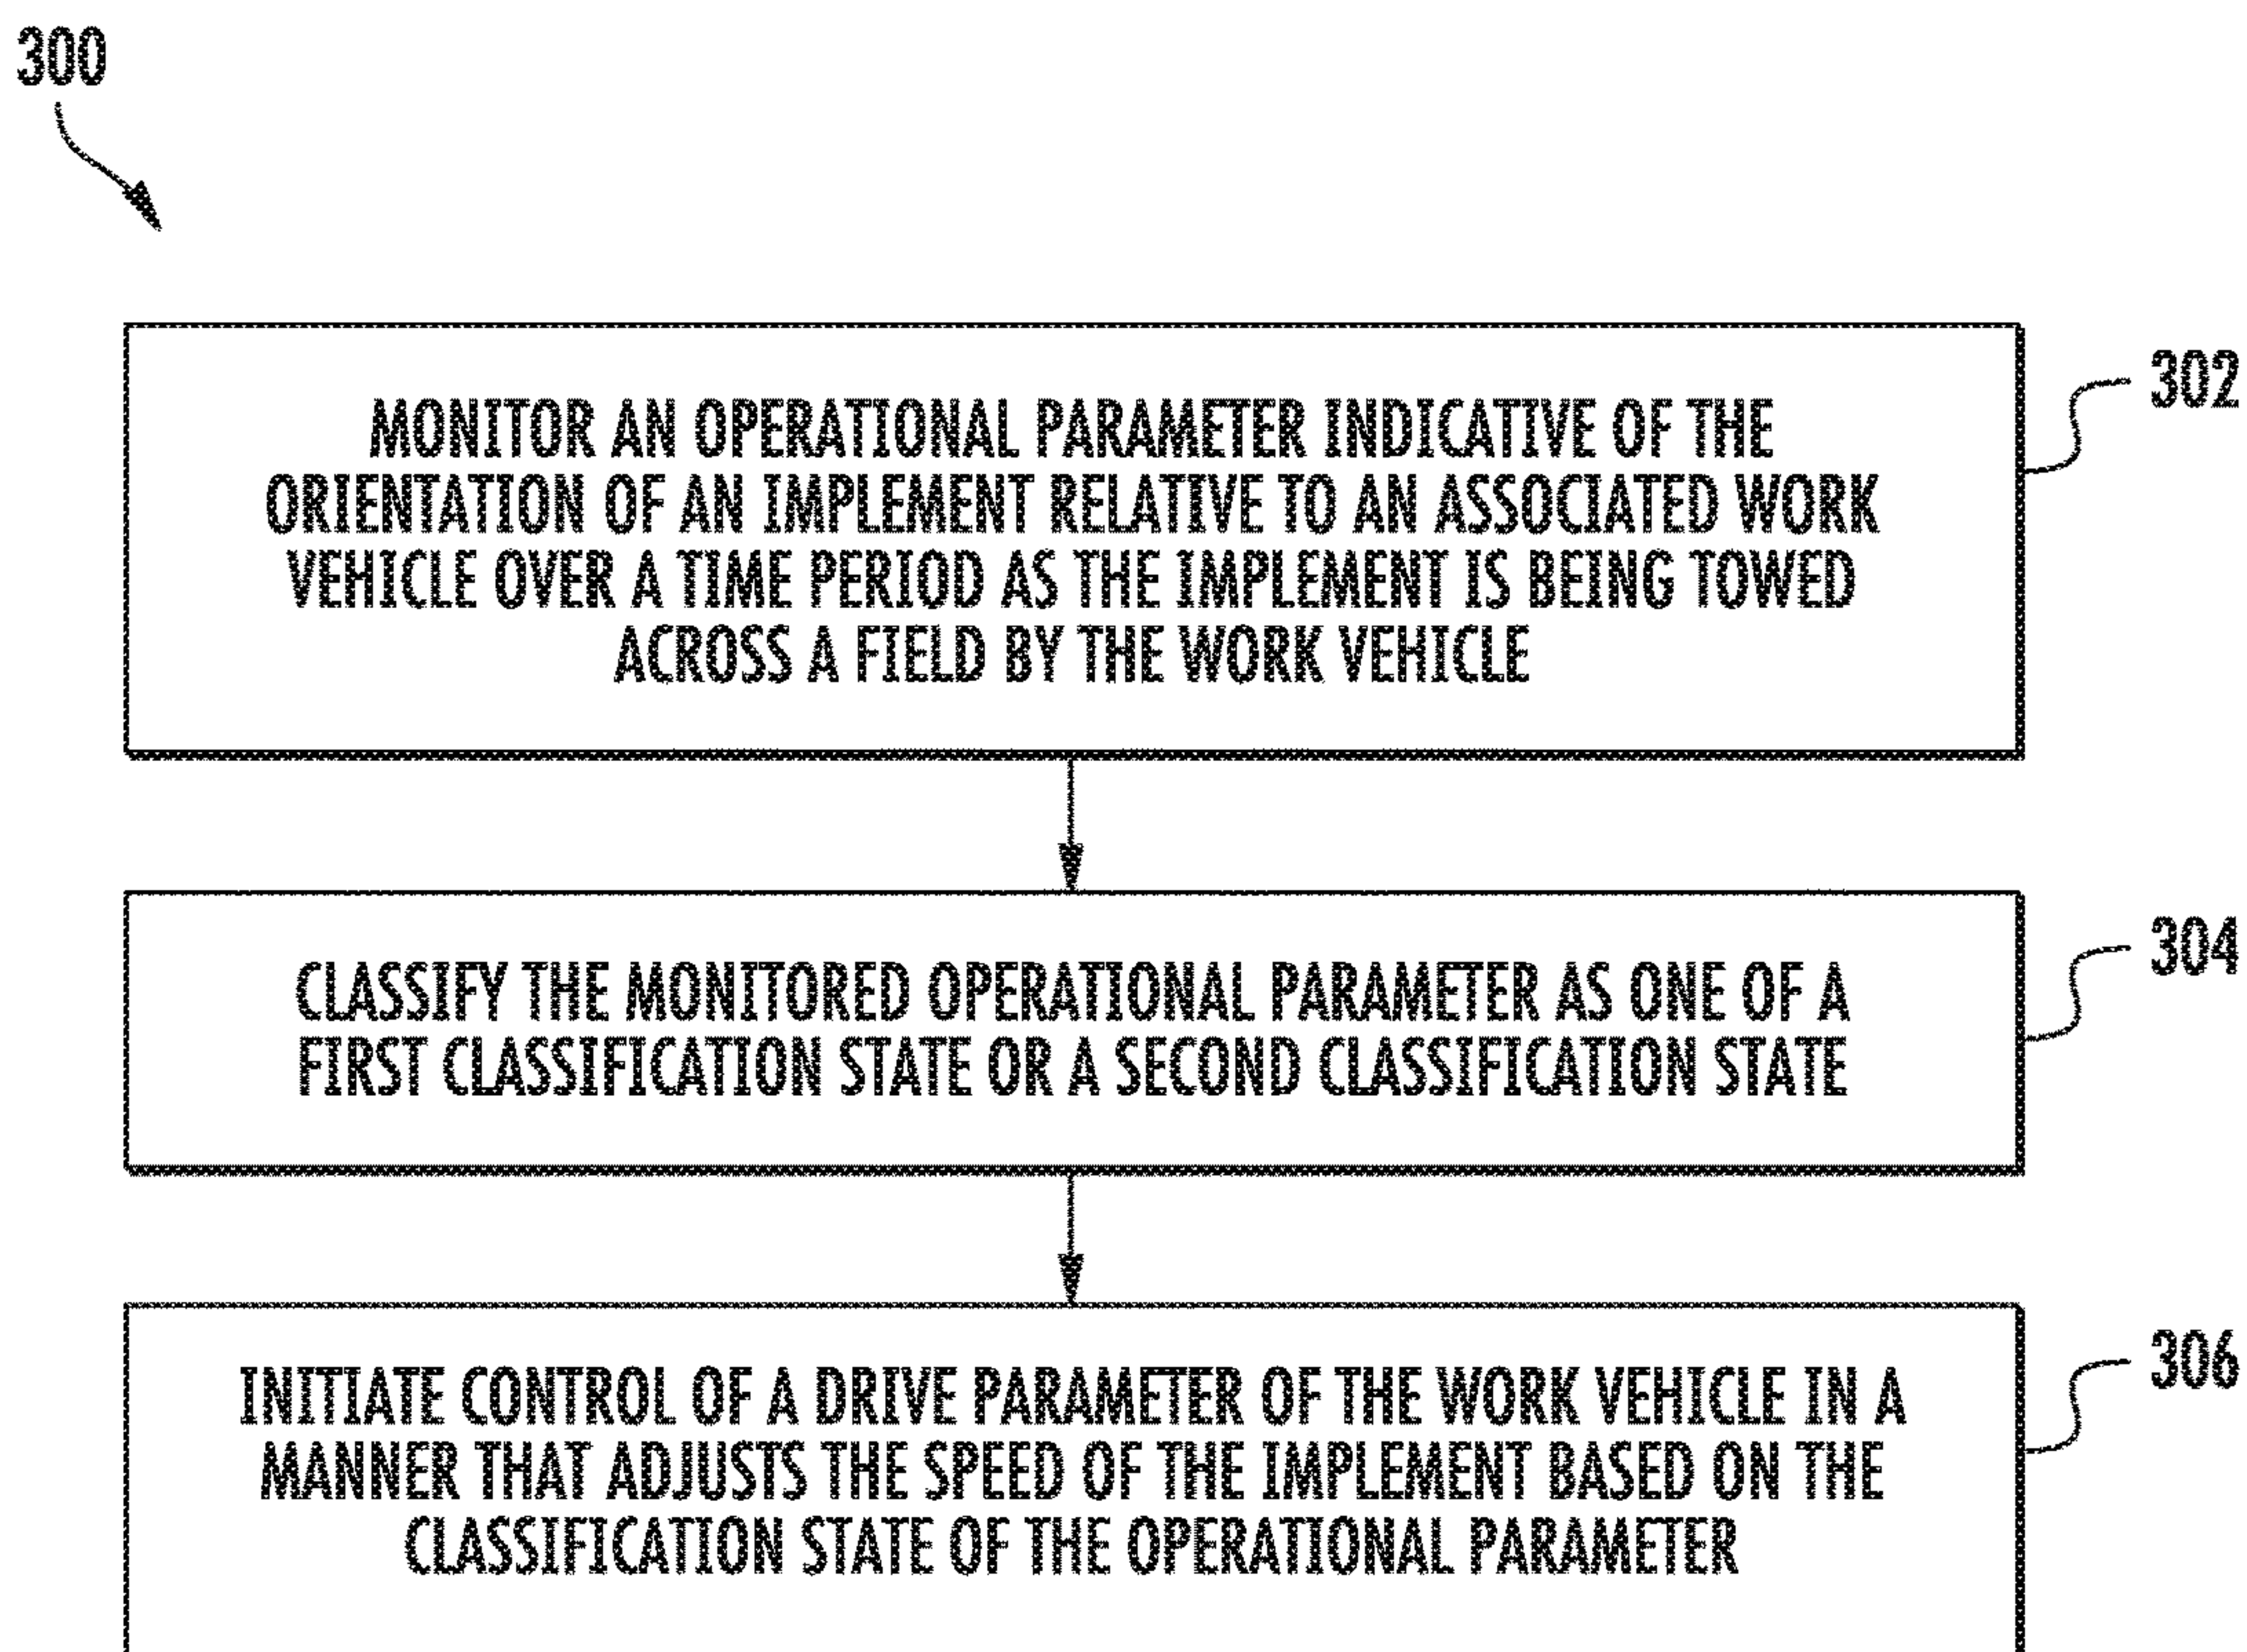 300
MONITOR AN OPERATIONAL PARAMETER INDICATIVE OF THE
ORIENTATION OF AN IMPLEMENT RELATIVE TO AN ASSOCIATED WORK
VEHICLE OVER A TIME PERIOD AS THE IMPLEMENT IS BEING TOWED
ACROSS A FIELD BY THE WORK VEHICLE
302
CLASSIFY THE MONITORED OPERATIONAL PARAMETER AS ONE OF A
FIRST CLASSIFICATION STATE OR A SECOND CLASSIFICATION STATE
304
INITIATE CONTROL OF A DRIVE PARAMETER OF THE WORK VEHICLE IN A
MANNER THAT ADJUSTS THE SPEED OF THE IMPLEMENT BASED ON THE
CLASSIFICATION STATE OF THE OPERATIONAL PARAMETER
306